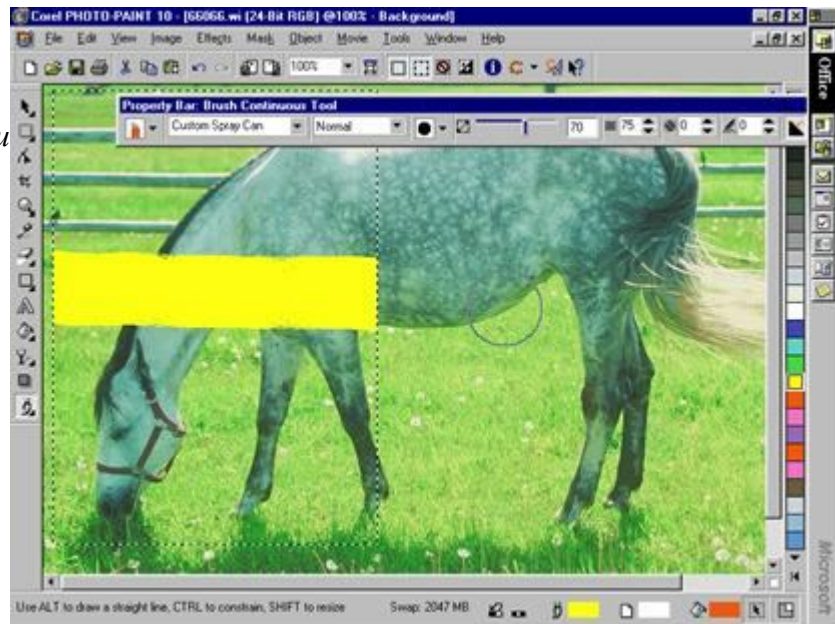 Corel PHOTO-PAINT 10 - [66066.wi (24-Bit RGB) @100% - Background]
File Edit View Image Effects Mask Object Movie Tools Window Help
100%
Property Bar: Brush Continuous Tool
Custom Spray Can Normal 70 75 0 0
Office
Microsoft
Use ALT to draw a straight line, CTRL to constrain, SHIFT to resize Swap: 2047 MB